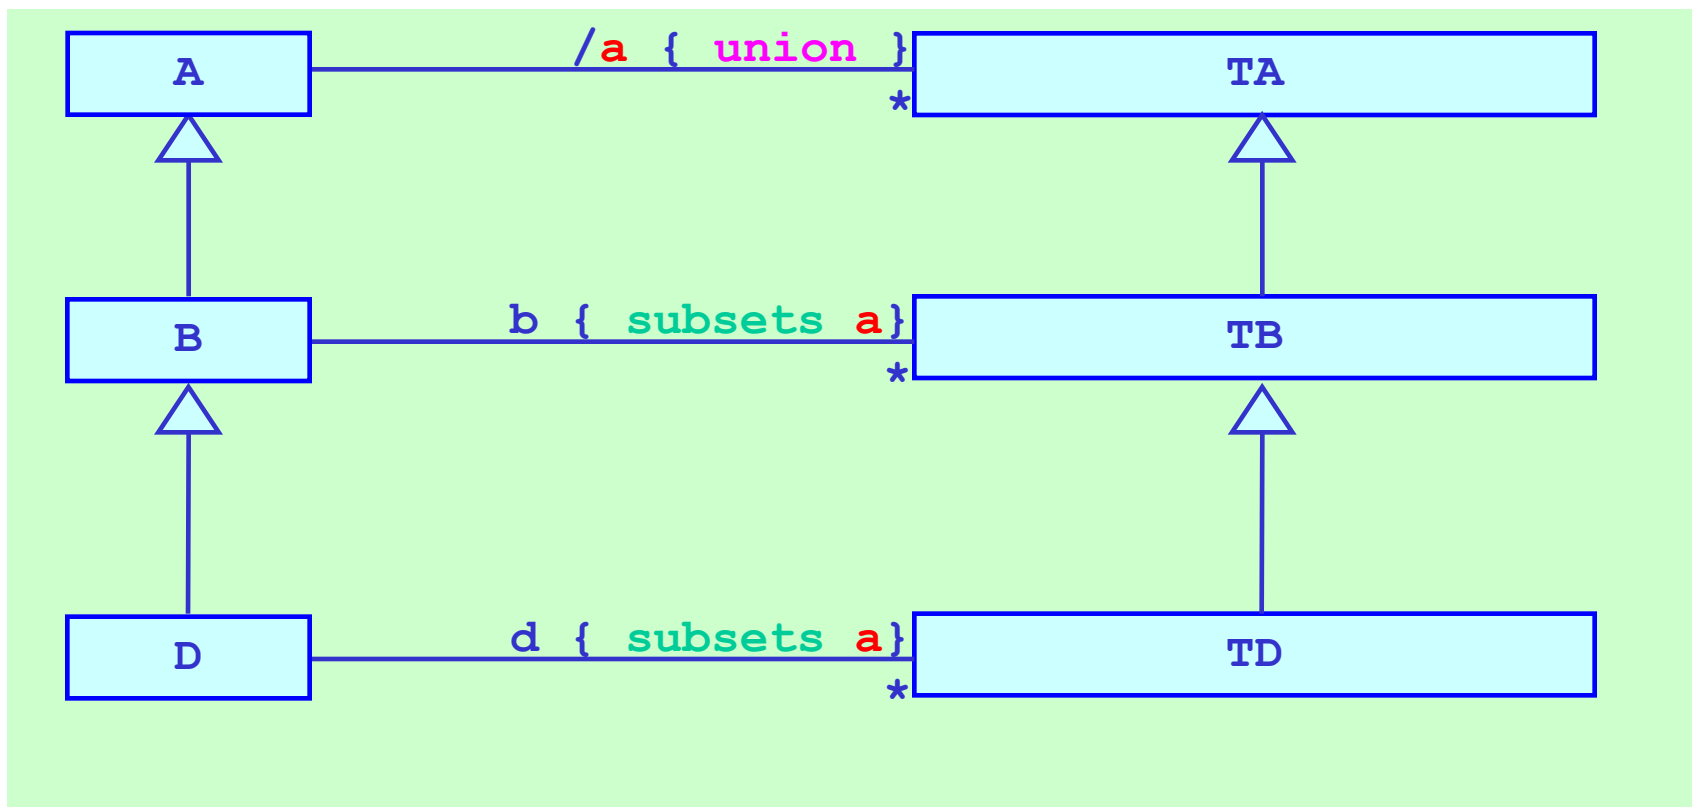 A /a { union } TA
*
B b { subsets a} TB
*
D d { subsets a} TD
*